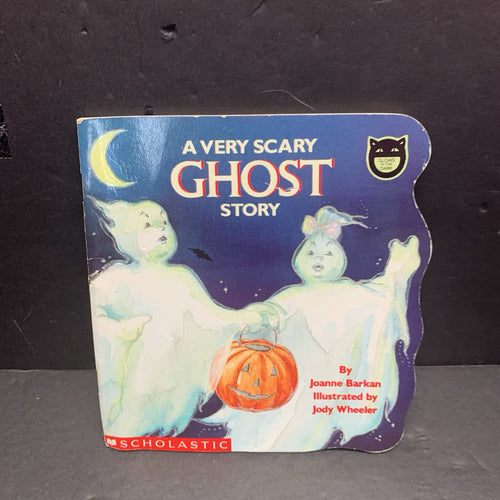 A VERY SCARY
GHOST
STORY
GLOWS
IN THE
DARK
By
Joanne Barkan
Illustrated by
Jody Wheeler
SCHOLASTIC